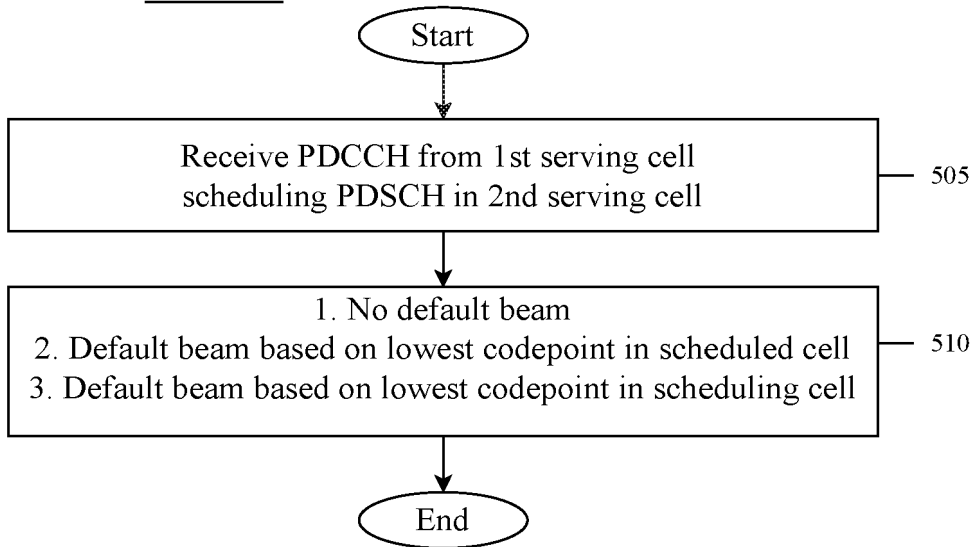 Start
Receive PDCCH from 1st serving cell
scheduling PDSCH in 2nd serving cell
505
1. No default beam
2. Default beam based on lowest codepoint in scheduled cell
3. Default beam based on lowest codepoint in scheduling cell
510
End